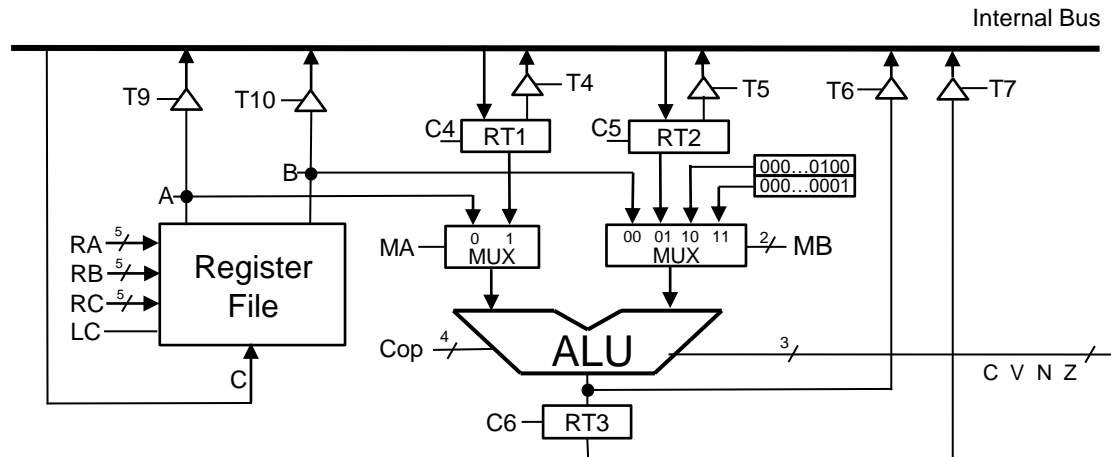 Internal Bus
T9
T10
T4
T5
T6
T7
C4
RT1
C5
RT2
000...0100
000...0001
A
B
RA
5
RB
5
RC
5
LC
Register
File
C
MA
0 1
MUX
00 01 10 11
MUX
2
MB
Cop
4
ALU
3
C V N Z
C6
RT3